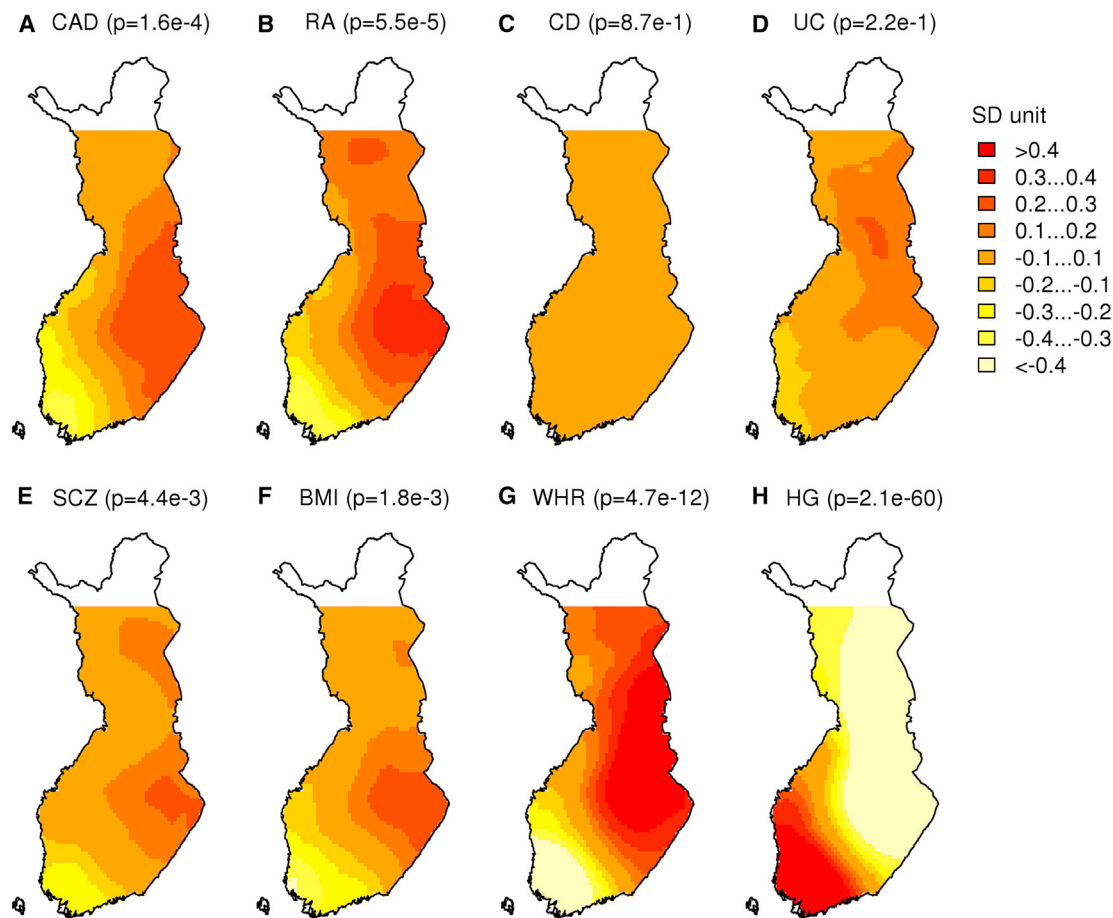 A CAD (p=1.6e-4)
B RA (p=5.5e-5)
C CD (p=8.7e-1)
D UC (p=2.2e-1)
SD unit
>0.4
0.3...0.4
0.2...0.3
0.1...0.2
-0.1...0.1
-0.2...-0.1
-0.3...-0.2
-0.4...-0.3
<-0.4
E SCZ (p=4.4e-3)
F BMI (p=1.8e-3)
G WHR (p=4.7e-12)
H HG (p=2.1e-60)